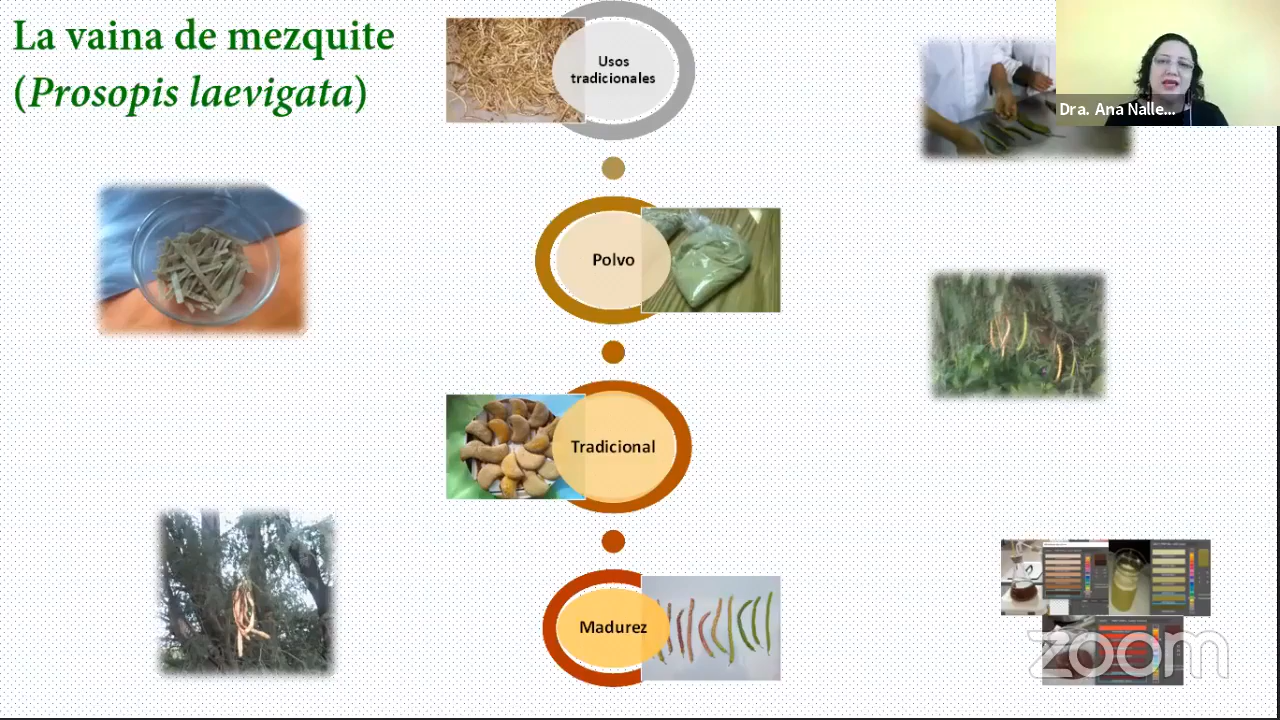 La vaina de mezquite
(Prosopis laevigata)
Usos
tradicionales
Dra. Ana Nalle...
Polvo
Tradicional
Madurez
zoom